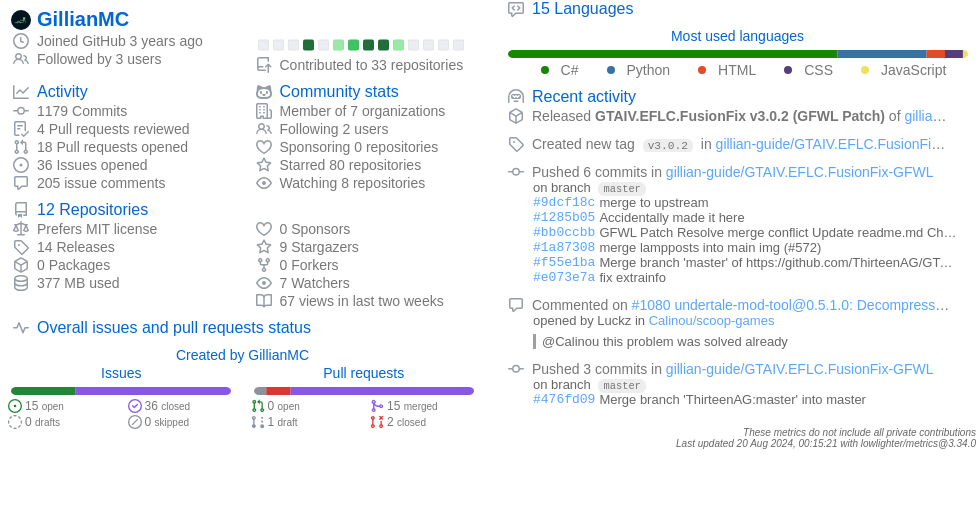 GillianMC
Joined GitHub 3 years ago
Followed by 3 users
Contributed to 33 repositories
Activity
1179 Commits
4 Pull requests reviewed
18 Pull requests opened
36 Issues opened
205 issue comments
Community stats
Member of 7 organizations
Following 2 users
Sponsoring 0 repositories
Starred 80 repositories
Watching 8 repositories
12 Repositories
Prefers MIT license
14 Releases
0 Packages
377 MB used
0 Sponsors
9 Stargazers
0 Forkers
7 Watchers
67 views in last two weeks
Overall issues and pull requests status
Created by GillianMC
Issues
15 open
36 closed
0 drafts
0 skipped
Pull requests
0 open
15 merged
1 draft
2 closed
15 Languages
Most used languages
C# Python HTML CSS JavaScript
Recent activity
Released GTAIV.EFLC.FusionFix v3.0.2 (GFWL Patch) of gillia…
Created new tag v3.0.2 in gillian-guide/GTAIV.EFLC.FusionFi…
Pushed 6 commits in gillian-guide/GTAIV.EFLC.FusionFix-GFWL
on branch master
#9dcf18c merge to upstream
#1285b05 Accidentally made it here
#bb0ccbb GFWL Patch Resolve merge conflict Update readme.md Ch…
#1a87308 merge lampposts into main img (#572)
#f55e1ba Merge branch 'master' of https://github.com/ThirteenAG/GT…
#e073e7a fix extrainfo
Commented on #1080 undertale-mod-tool@0.5.1.0: Decompress…
opened by Luckz in Calinou/scoop-games
@Calinou this problem was solved already
Pushed 3 commits in gillian-guide/GTAIV.EFLC.FusionFix-GFWL
on branch master
#476fd09 Merge branch 'ThirteenAG:master' into master
These metrics do not include all private contributions
Last updated 20 Aug 2024, 00:15:21 with lowlighter/metrics@3.34.0